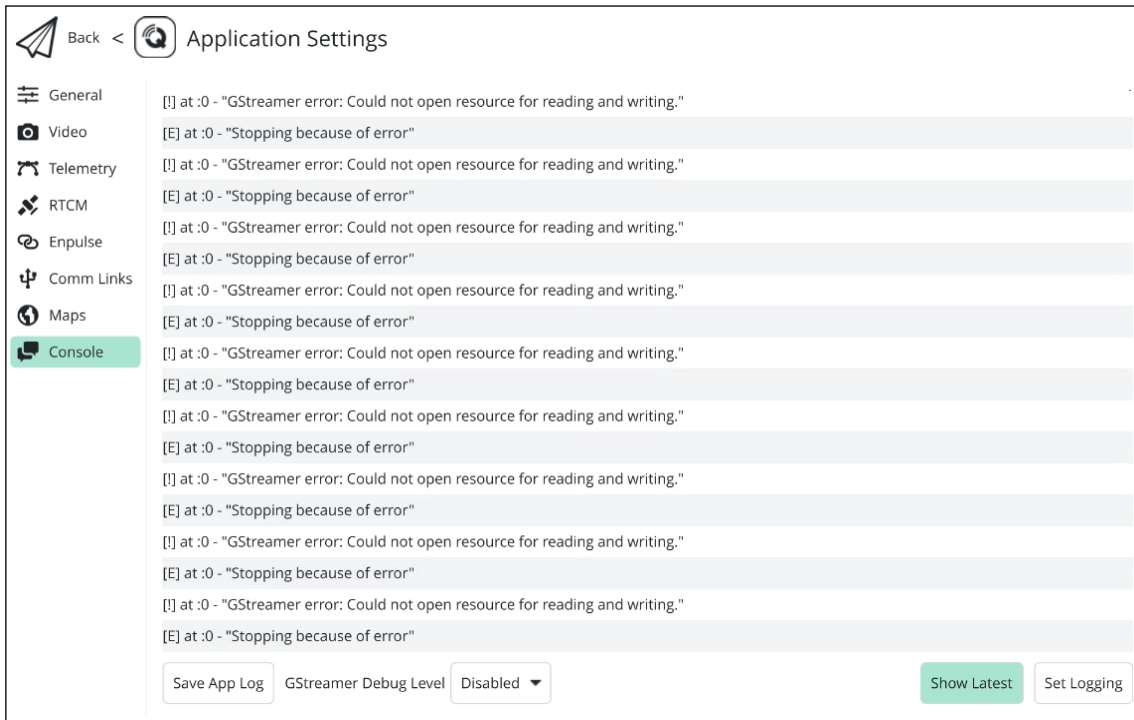 Back < Application Settings
General
Video
Telemetry
RTCM
Enpulse
Comm Links
Maps
Console
[!] at :0 - "GStreamer error: Could not open resource for reading and writing."
[E] at :0 - "Stopping because of error"
[!] at :0 - "GStreamer error: Could not open resource for reading and writing."
[E] at :0 - "Stopping because of error"
[!] at :0 - "GStreamer error: Could not open resource for reading and writing."
[E] at :0 - "Stopping because of error"
[!] at :0 - "GStreamer error: Could not open resource for reading and writing."
[E] at :0 - "Stopping because of error"
[!] at :0 - "GStreamer error: Could not open resource for reading and writing."
[E] at :0 - "Stopping because of error"
[!] at :0 - "GStreamer error: Could not open resource for reading and writing."
[E] at :0 - "Stopping because of error"
[!] at :0 - "GStreamer error: Could not open resource for reading and writing."
[E] at :0 - "Stopping because of error"
[!] at :0 - "GStreamer error: Could not open resource for reading and writing."
[E] at :0 - "Stopping because of error"
[!] at :0 - "GStreamer error: Could not open resource for reading and writing."
[E] at :0 - "Stopping because of error"
Save App Log GStreamer Debug Level Disabled Show Latest Set Logging